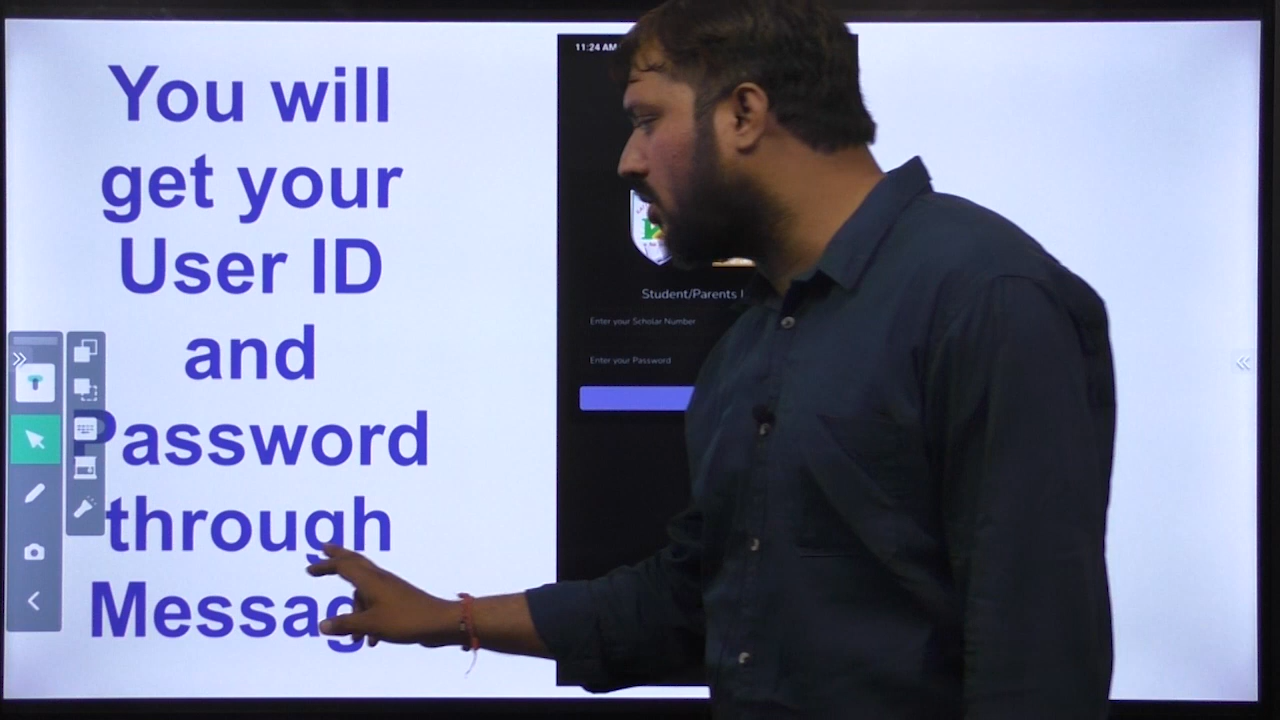 You will
get your
User ID
and
Password
through
11:24 AM
Student/Parents
Enter your Scholar Number
Enter your Password